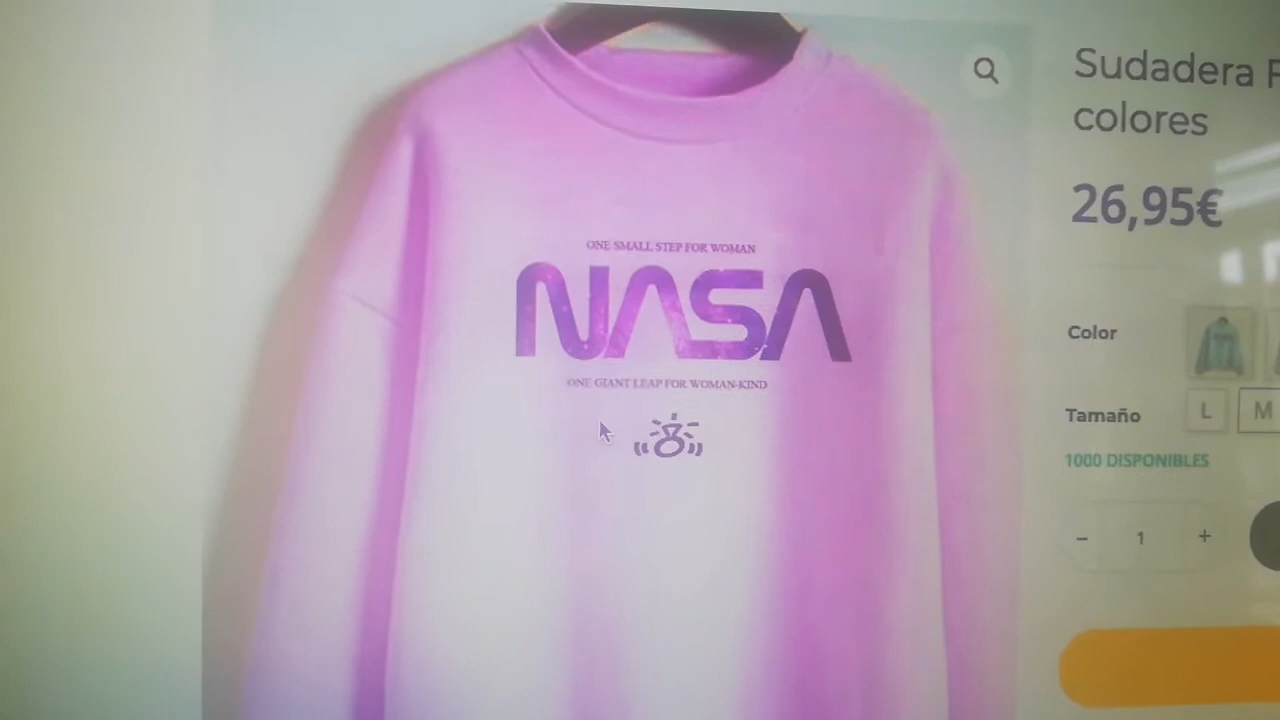 Sudadera
colores
26,95€
ONE SMALL STEP FOR WOMAN
NASA
ONE GIANT LEAP FOR WOMAN-KIND
Color
Tamaño
L
M
1000 DISPONIBLES
- 1 +